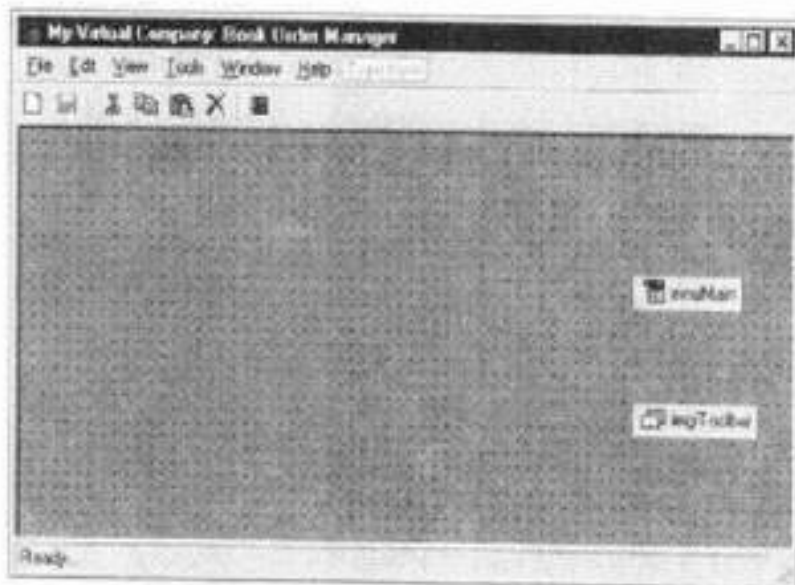 My Virtual Company: Book Order Manager
File Edit View Tools Window Help
mnuMain
imgToolbar
Ready